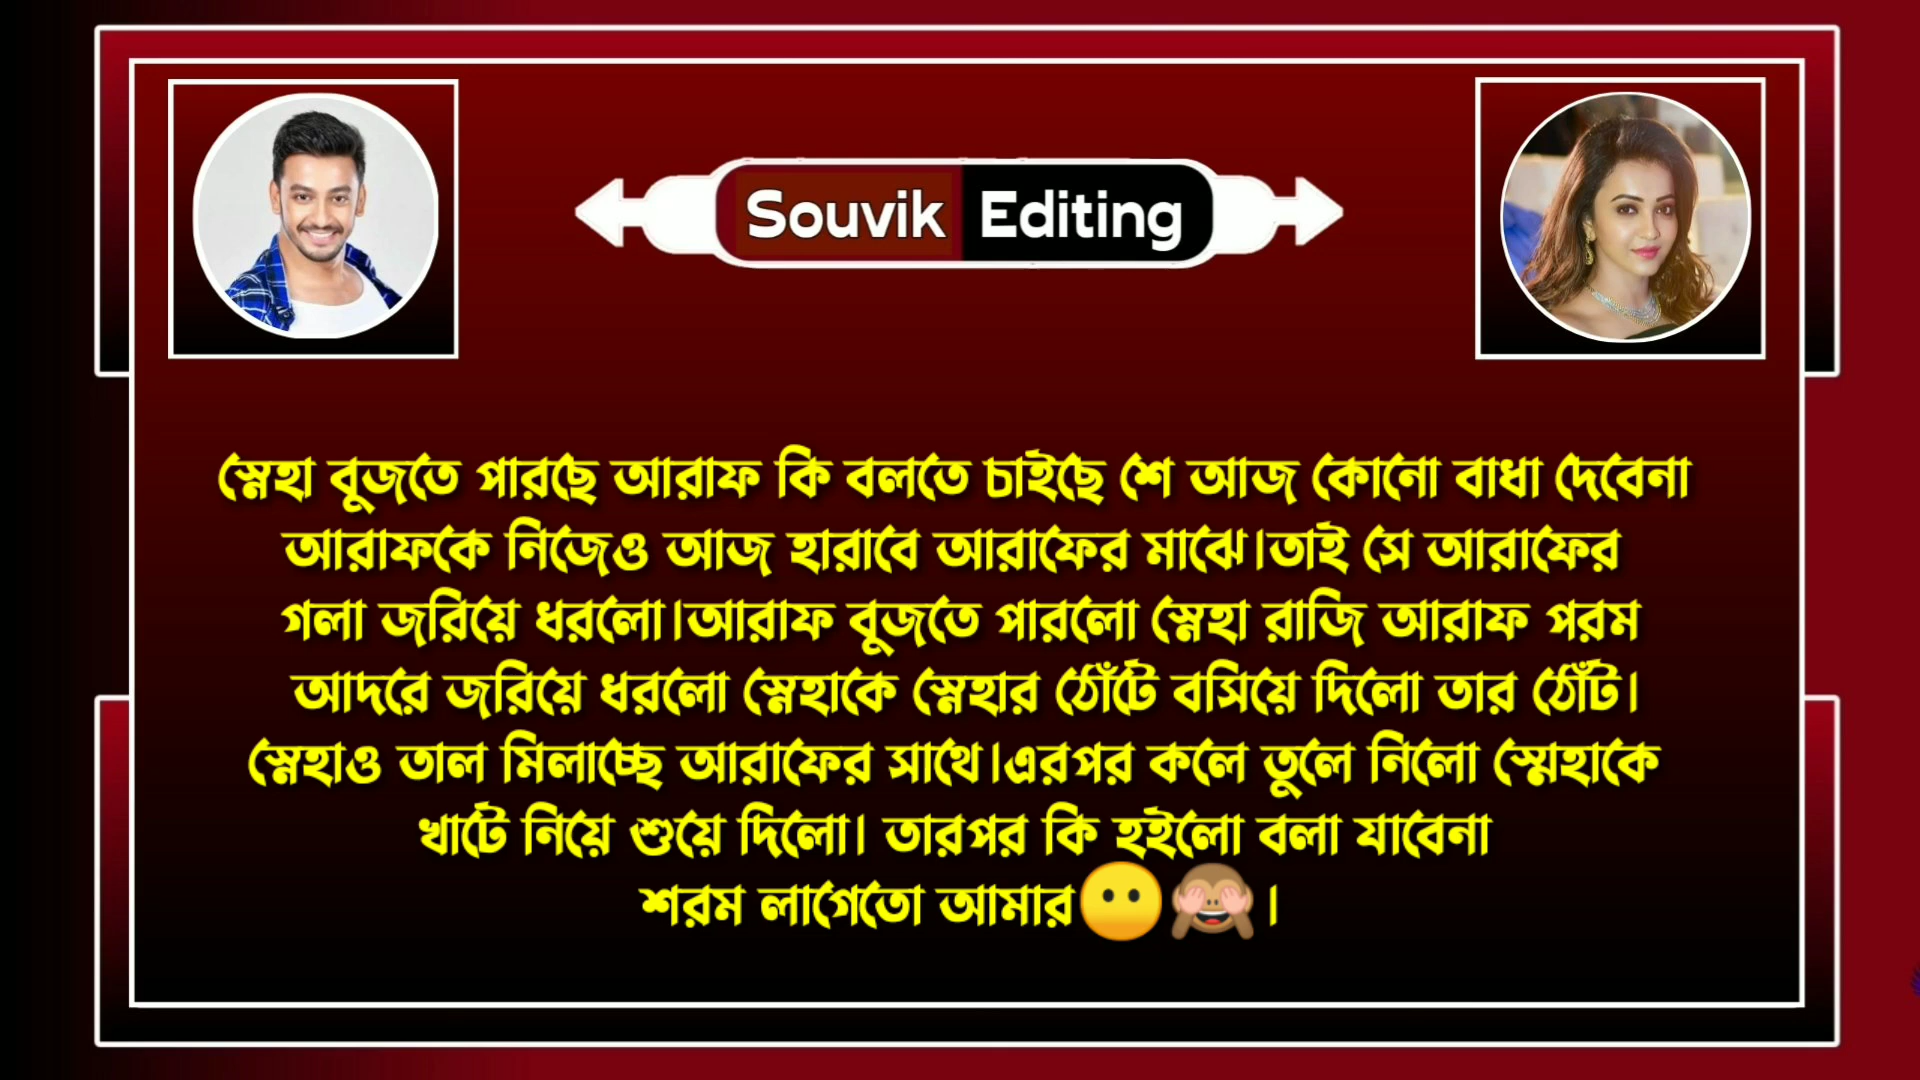 Souvik Editing
স্নেহা বুজতে পারছে আরাফ কি বলতে চাইছে শে আজ কোনো বাধা দেবেনা
আরাফকে নিজেও আজ হারাবে আরাফের মাঝে।তাই সে আরাফের
গলা জরিয়ে ধরলো।আরাফ বুজতে পারলো স্নেহা রাজি আরাফ পরম
আদরে জরিয়ে ধরলো স্নেহাকে স্নেহার ঠোঁটে বসিয়ে দিলো তার ঠোঁট।
স্নেহাও তাল মিলাচ্ছে আরাফের সাথে।এরপর কলে তুলে নিলো স্মেহাকে
খাটে নিয়ে শুয়ে দিলো। তারপর কি হইলো বলা যাবেনা
শরম লাগেতো আমার😶🙈।